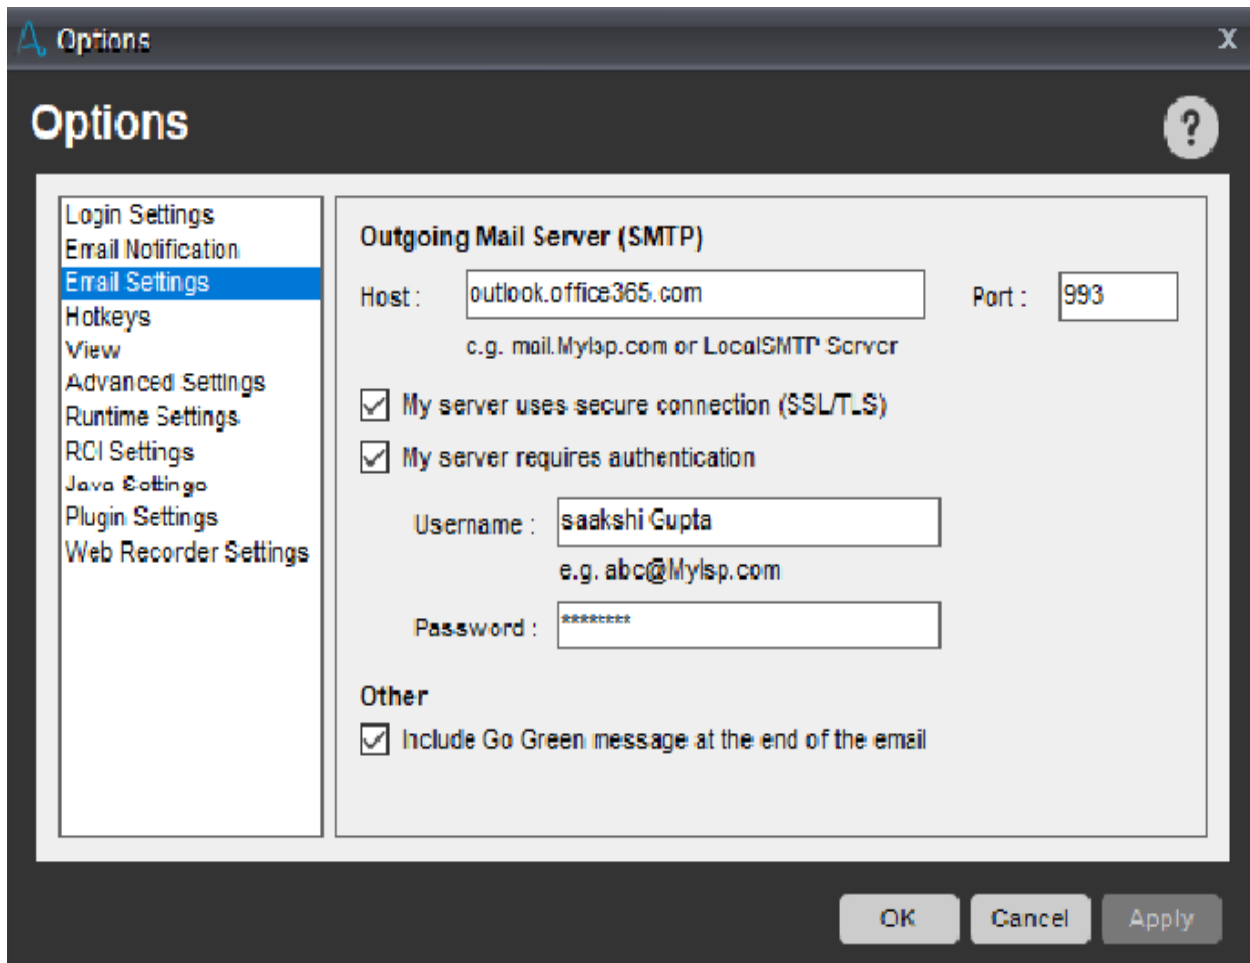 Options
X
Options
?
Login Settings
Email Notification
Email Settings
Hotkeys
View
Advanced Settings
Runtime Settings
ROI Settings
Java Settings
Plugin Settings
Web Recorder Settings
Outgoing Mail Server (SMTP)
Host : outlook.office365.com Port : 993
e.g. mail.MyIsp.com or LocalSMTP Server
My server uses secure connection (SSL/TLS)
My server requires authentication
Username : saakshi Gupta
e.g. abc@MyIsp.com
Password : ********
Other
Include Go Green message at the end of the email
OK Cancel Apply